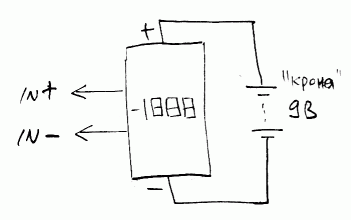 +
"крона"
9В
IN+
-1888
IN-
-